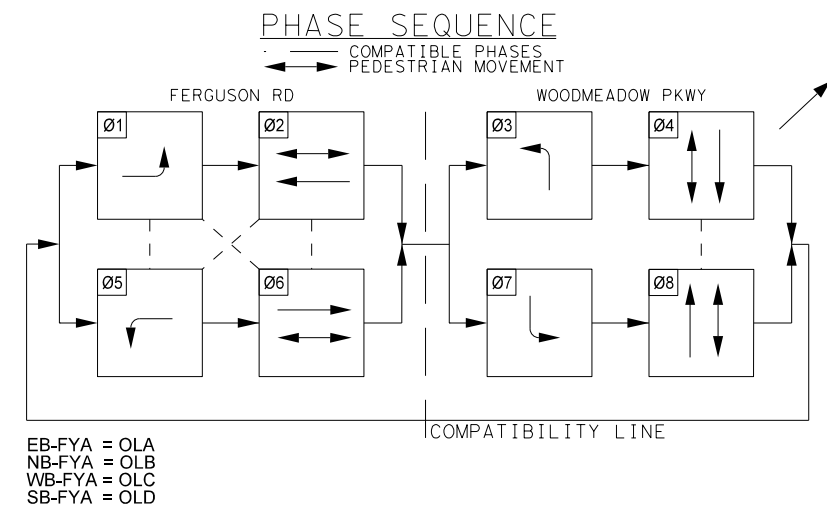 PHASE SEQUENCE
COMPATIBLE PHASES
PEDESTRIAN MOVEMENT
FERGUSON RD
WOODMEADOW PKWY
Ø1
Ø2
Ø3
Ø4
Ø5
Ø6
Ø7
Ø8
COMPATIBILITY LINE
EB-FYA = OLA
NB-FYA = OLB
WB-FYA = OLC
SB-FYA = OLD